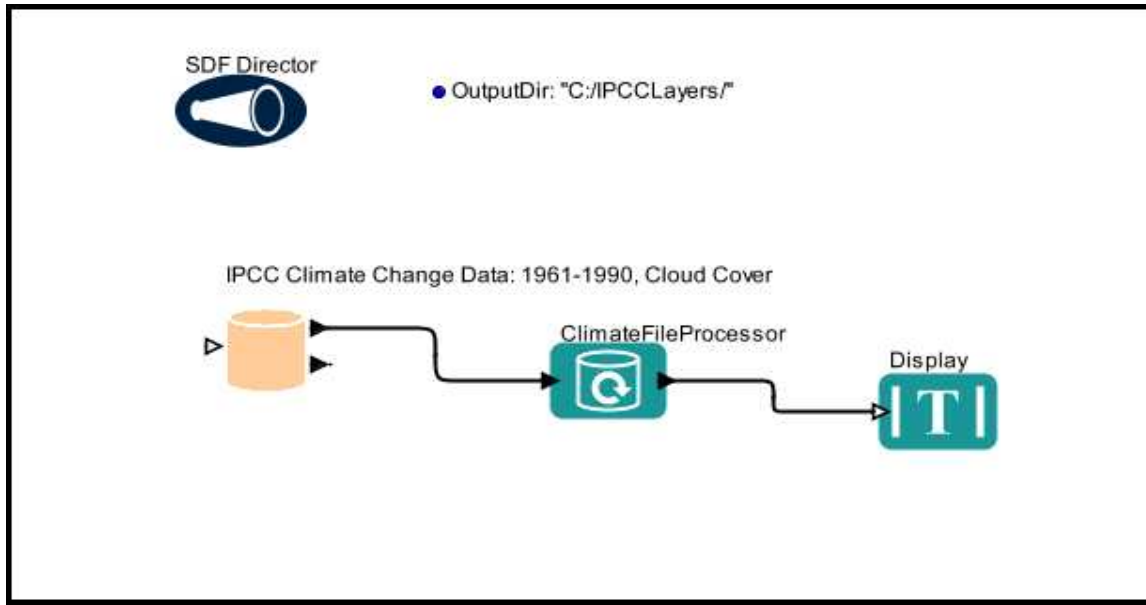 SDF Director
OutputDir: "C:/IPCCLayers/"
IPCC Climate Change Data: 1961-1990, Cloud Cover
ClimateFileProcessor
Display
T